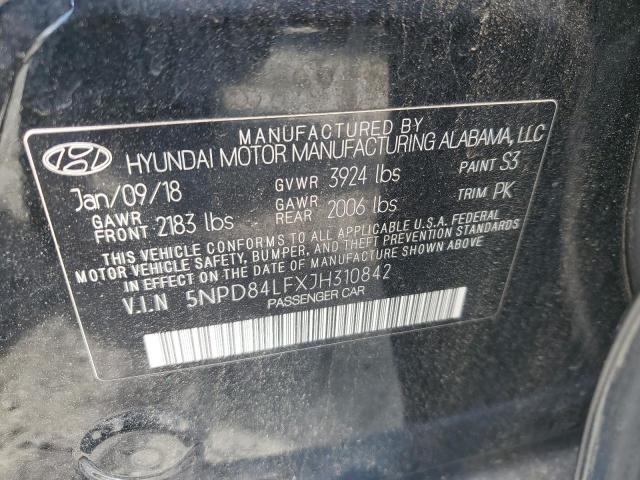 MANUFACTURED BY
HYUNDAI MOTOR MANUFACTURING ALABAMA, LLC
Jan/09/18 GVWR 3924 lbs PAINT S3
GAWR FRONT 2183 lbs GAWR REAR 2006 lbs TRIM PK
THIS VEHICLE CONFORMS TO ALL APPLICABLE U.S.A. FEDERAL
MOTOR VEHICLE SAFETY, BUMPER, AND THEFT PREVENTION STANDARDS
IN EFFECT ON THE DATE OF MANUFACTURE SHOWN ABOVE
V.I.N 5NPD84LFXJH310842
PASSENGER CAR